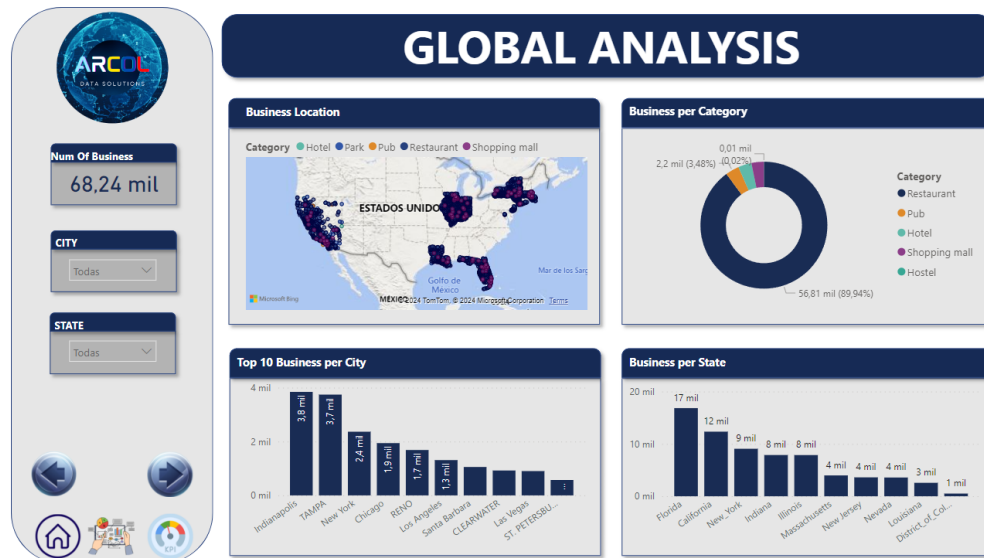 ARCOL
DATA SOLUTIONS
GLOBAL ANALYSIS
Num Of Business
68,24 mil
CITY
Todas
STATE
Todas
KPI
Business Location
Category Hotel Park Pub Restaurant Shopping mall
ESTADOS UNIDO
Golfo de
México
Mar de los Sarg
MÉXICO
Microsoft Bing
© 2024 TomTom, © 2024 Microsoft Corporation Terms
Business per Category
0,01 mil
(0,02%)
2,2 mil (3,48%)
56,81 mil (89,94%)
Category
Restaurant
Pub
Hotel
Shopping mall
Hostel
Top 10 Business per City
4 mil
2 mil
0 mil
3,8 mil
3,7 mil
2,4 mil
1,9 mil
1,7 mil
1,3 mil
...
Indianapolis
TAMPA
New York
Chicago
RENO
Los Angeles
Santa Barbara
CLEARWATER
Las Vegas
ST. PETERSBU...
Business per State
20 mil
10 mil
0 mil
17 mil
12 mil
9 mil
8 mil
8 mil
4 mil
4 mil
4 mil
3 mil
1 mil
Florida
California
New_York
Indiana
Illinois
Massachusetts
New Jersey
Nevada
Louisiana
District_of_Col...